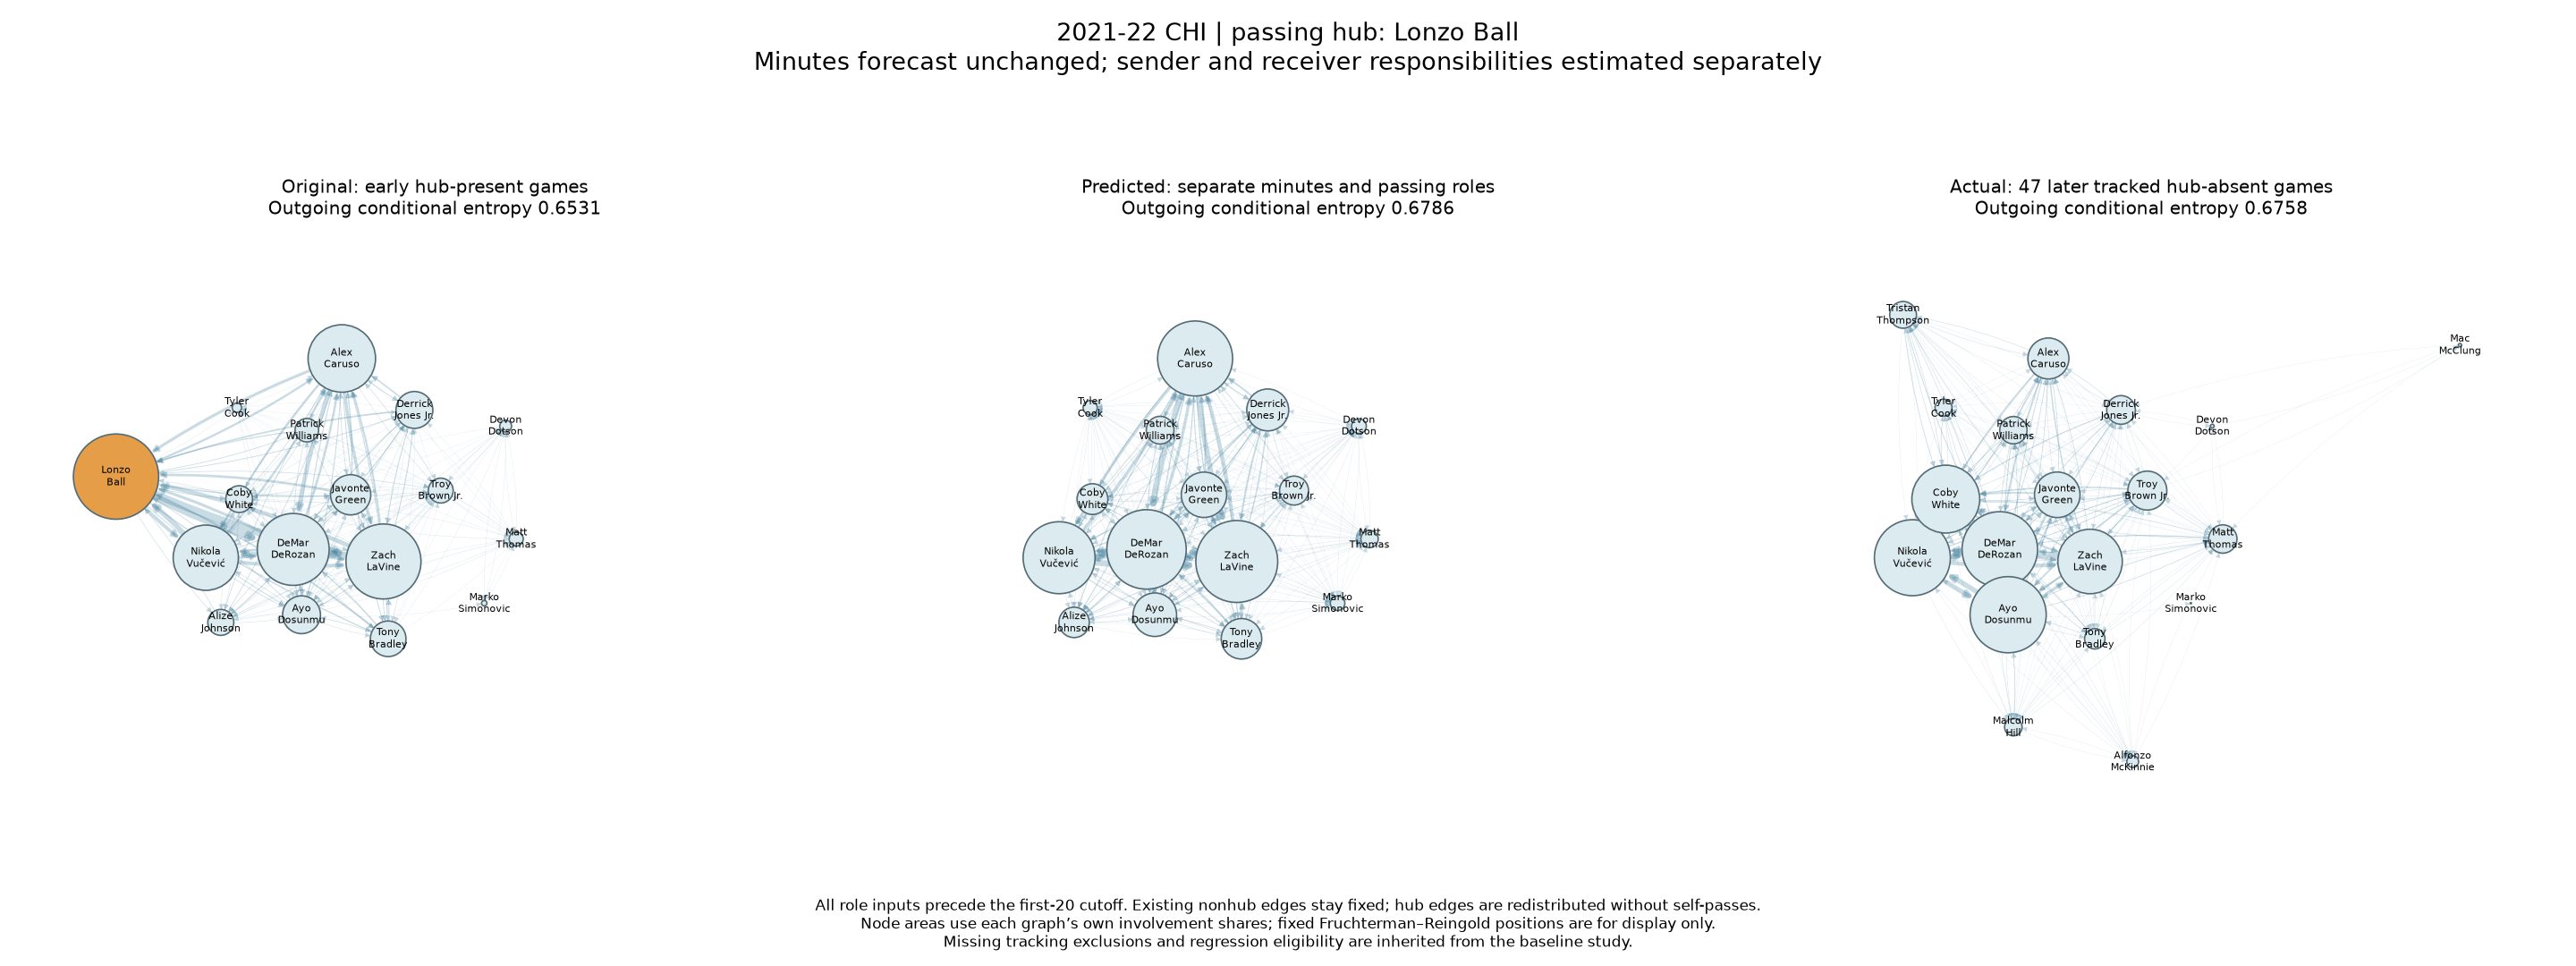 2021-22 CHI | passing hub: Lonzo Ball
Minutes forecast unchanged; sender and receiver responsibilities estimated separately
Original: early hub-present games
Outgoing conditional entropy 0.6531
Alex
Caruso
Tyler
Cook
Derrick
Jones Jr.
Patrick
Williams
Devon
Dotson
Lonzo
Ball
Coby
White
Javonte
Green
Troy
Brown Jr.
Nikola
Vučević
DeMar
DeRozan
Zach
LaVine
Matt
Thomas
Marko
Simonovic
Alize
Johnson
Ayo
Dosunmu
Tony
Bradley
Predicted: separate minutes and passing roles
Outgoing conditional entropy 0.6786
Alex
Caruso
Tyler
Cook
Derrick
Jones Jr.
Patrick
Williams
Devon
Dotson
Coby
White
Javonte
Green
Troy
Brown Jr.
Nikola
Vučević
DeMar
DeRozan
Zach
LaVine
Matt
Thomas
Marko
Simonovic
Alize
Johnson
Ayo
Dosunmu
Tony
Bradley
Actual: 47 later tracked hub-absent games
Outgoing conditional entropy 0.6758
Tristan
Thompson
Mac
McClung
Alex
Caruso
Tyler
Cook
Derrick
Jones Jr.
Patrick
Williams
Devon
Dotson
Coby
White
Javonte
Green
Troy
Brown Jr.
Nikola
Vučević
DeMar
DeRozan
Zach
LaVine
Matt
Thomas
Marko
Simonovic
Ayo
Dosunmu
Tony
Bradley
Malcolm
Hill
Alfonzo
McKinnie
All role inputs precede the first-20 cutoff. Existing nonhub edges stay fixed; hub edges are redistributed without self-passes.
Node areas use each graph’s own involvement shares; fixed Fruchterman–Reingold positions are for display only.
Missing tracking exclusions and regression eligibility are inherited from the baseline study.